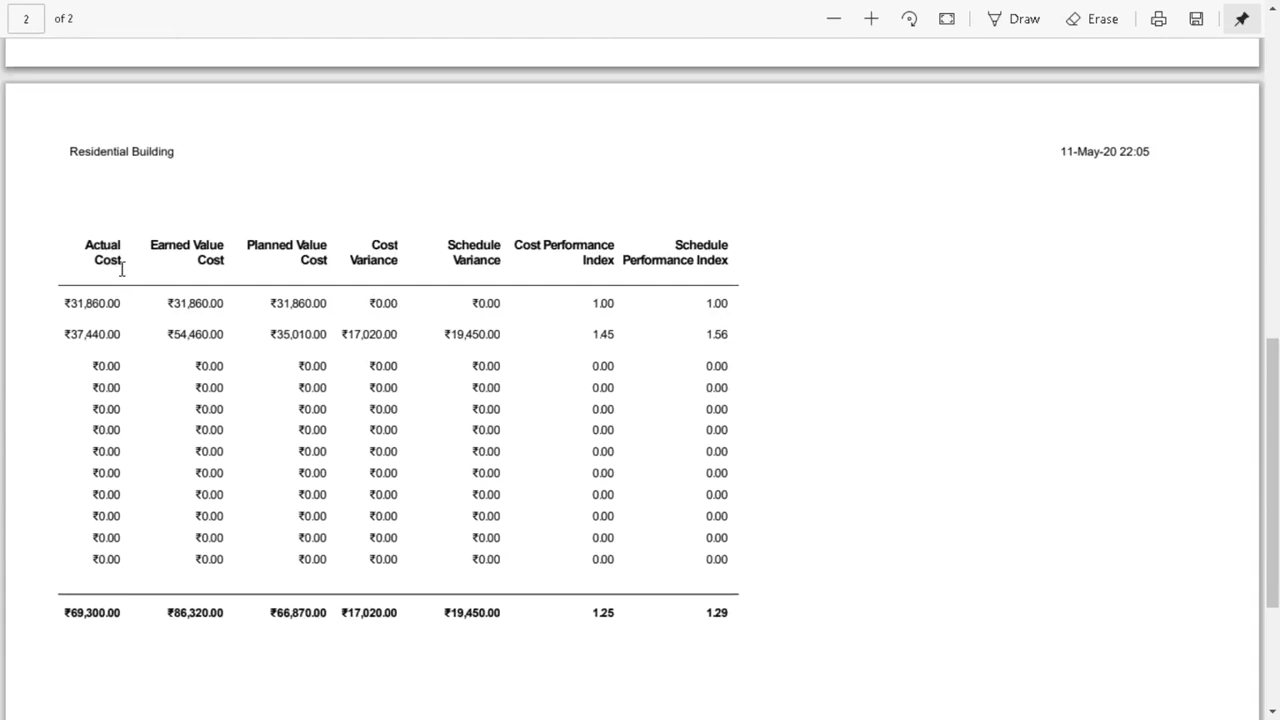 2 of 2 Draw Erase
Residential Building 11-May-20 22:05
Actual Earned Value Planned Value Cost Schedule Cost Performance Schedule
Cost Cost Cost Variance Variance Index Performance Index
₹31,860.00 ₹31,860.00 ₹31,860.00 ₹0.00 ₹0.00 1.00 1.00
₹37,440.00 ₹54,460.00 ₹35,010.00 ₹17,020.00 ₹19,450.00 1.45 1.56
₹0.00 ₹0.00 ₹0.00 ₹0.00 ₹0.00 0.00 0.00
₹0.00 ₹0.00 ₹0.00 ₹0.00 ₹0.00 0.00 0.00
₹0.00 ₹0.00 ₹0.00 ₹0.00 ₹0.00 0.00 0.00
₹0.00 ₹0.00 ₹0.00 ₹0.00 ₹0.00 0.00 0.00
₹0.00 ₹0.00 ₹0.00 ₹0.00 ₹0.00 0.00 0.00
₹0.00 ₹0.00 ₹0.00 ₹0.00 ₹0.00 0.00 0.00
₹0.00 ₹0.00 ₹0.00 ₹0.00 ₹0.00 0.00 0.00
₹0.00 ₹0.00 ₹0.00 ₹0.00 ₹0.00 0.00 0.00
₹0.00 ₹0.00 ₹0.00 ₹0.00 ₹0.00 0.00 0.00
₹0.00 ₹0.00 ₹0.00 ₹0.00 ₹0.00 0.00 0.00
₹69,300.00 ₹86,320.00 ₹66,870.00 ₹17,020.00 ₹19,450.00 1.25 1.29